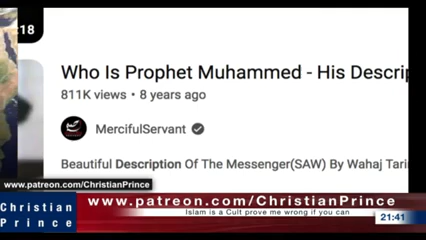 :18
Who Is Prophet Muhammed - His Descrip
811K views • 8 years ago
MercifulServant
Beautiful Description Of The Messenger(SAW) By Wahaj Tari
www.patreon.com/ChristianPrince
Christian
Prince
www.patreon.com/ChristianPrince
Islam is a Cult prove me wrong if you can
21:41